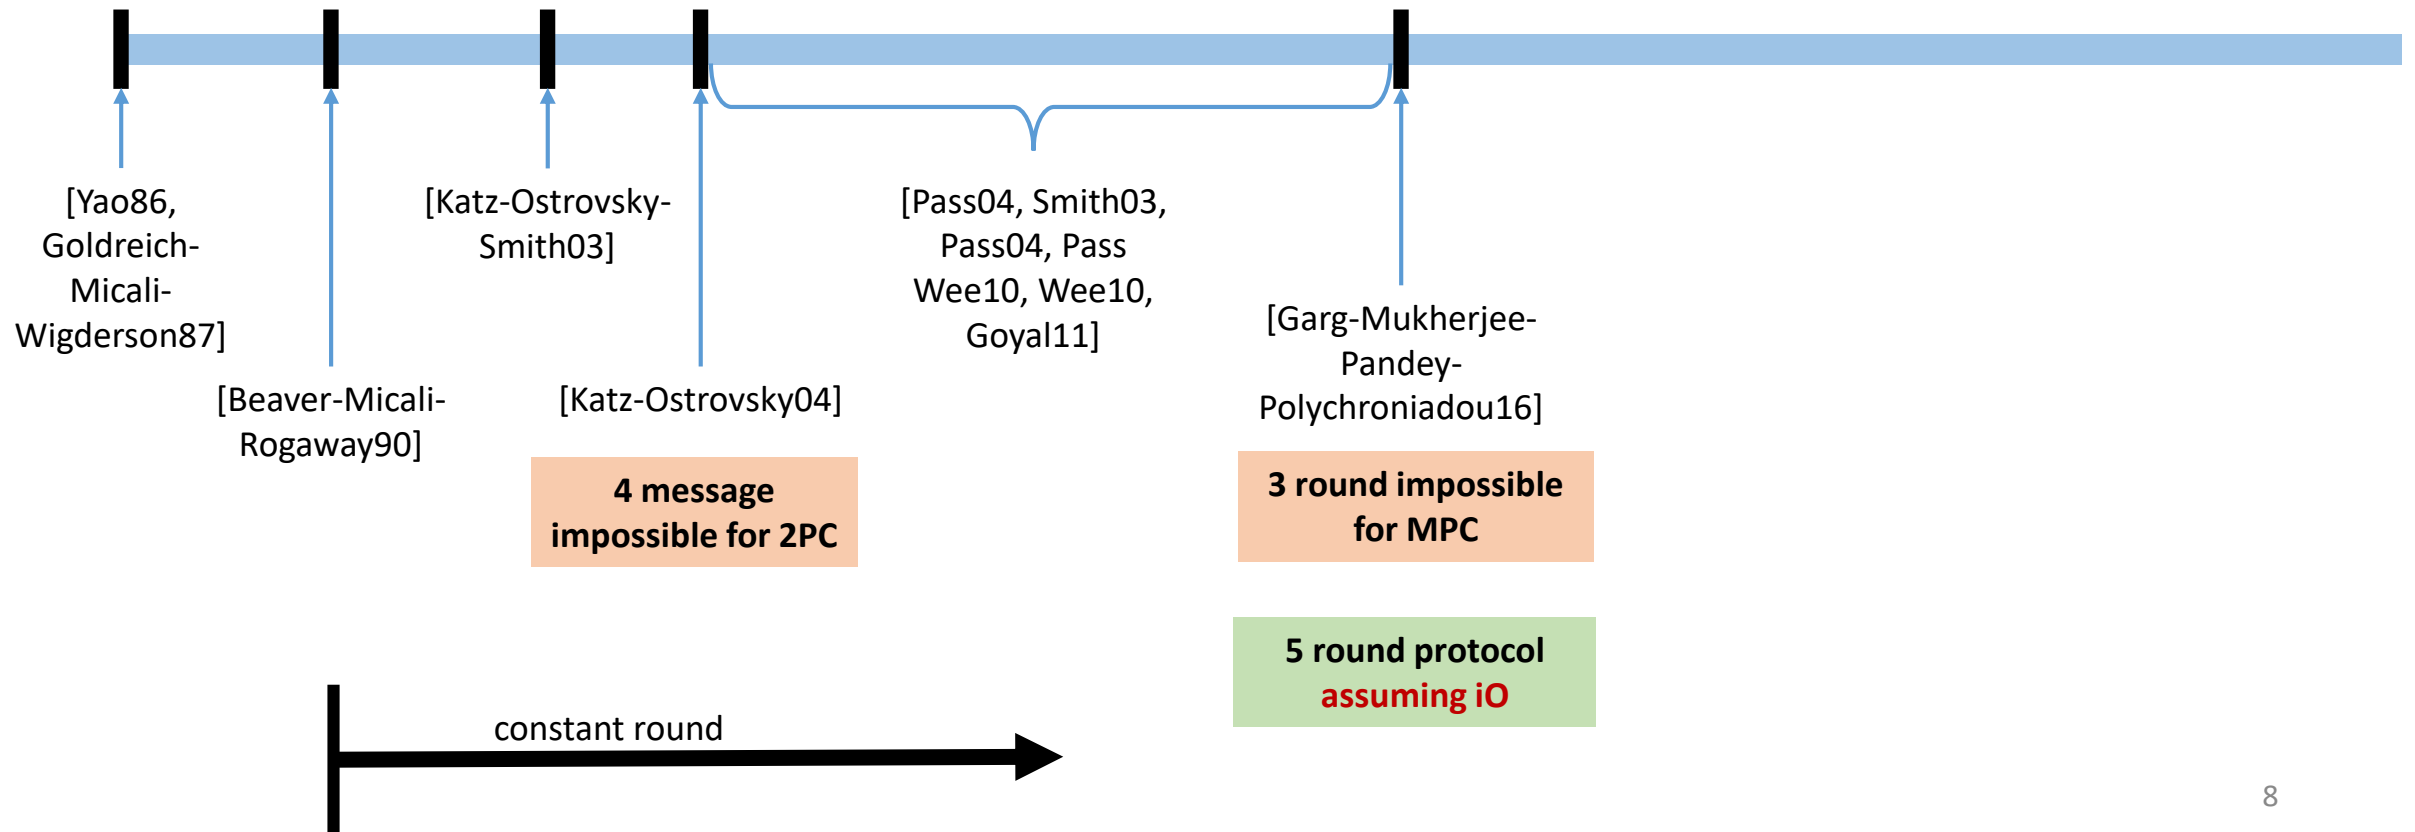 [Yao86,
Goldreich-
Micali-
Wigderson87]
[Beaver-Micali-
Rogaway90]
[Katz-Ostrovsky-
Smith03]
[Katz-Ostrovsky04]
4 message
impossible for 2PC
[Pass04, Smith03,
Pass04, Pass
Wee10, Wee10,
Goyal11]
[Garg-Mukherjee-
Pandey-
Polychroniadou16]
3 round impossible
for MPC
5 round protocol
assuming iO
constant round
8